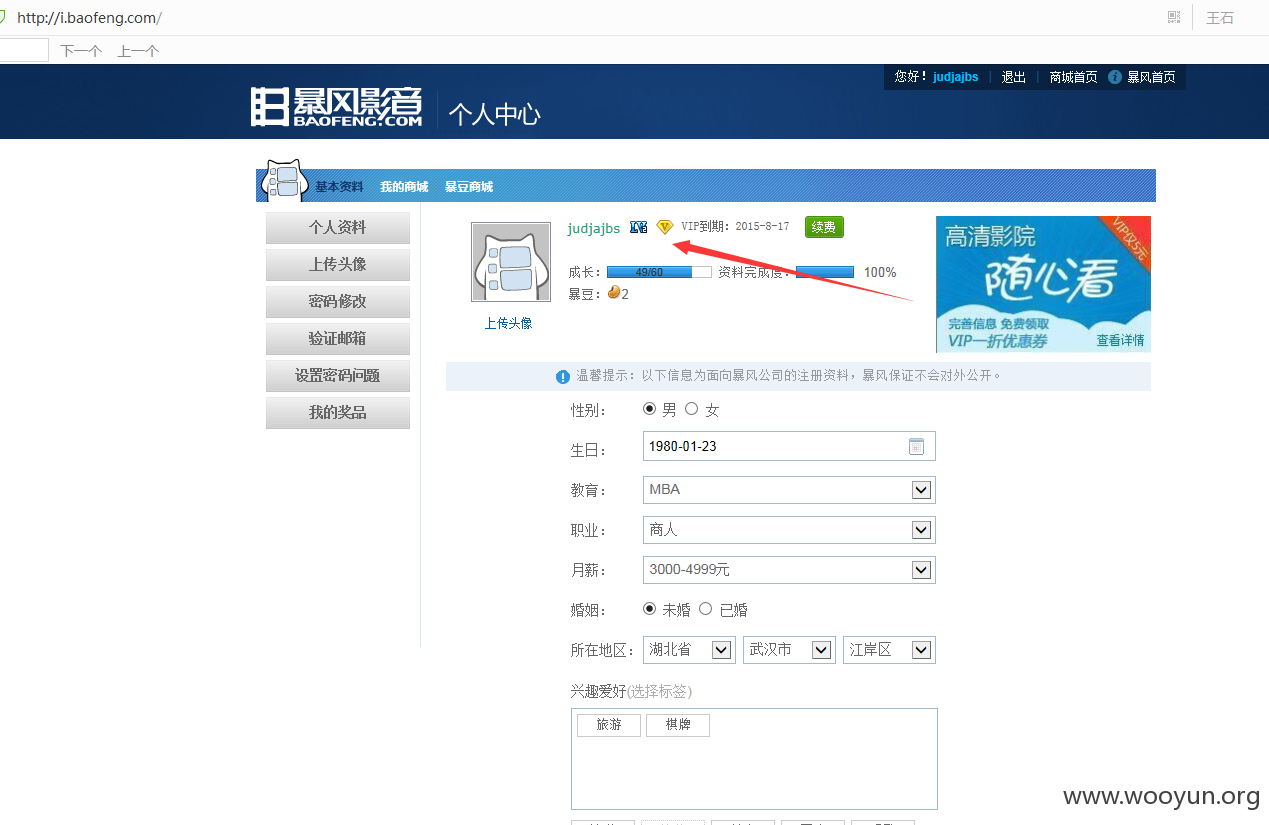 http://i.baofeng.com/
王石
下一个 上一个
您好！judjajbs 退出 商城首页 暴风首页
暴风影音 个人中心
BAOFENG.COM
基本资料 我的商城 暴豆商城
个人资料
上传头像
密码修改
验证邮箱
设置密码问题
我的奖品
judjajbs VIP到期：2015-8-17 续费
成长： 49/60 资料完成度： 100%
暴豆： 2
上传头像
高清影院
VIP仅5元
随心看
完善信息 免费领取
VIP一折优惠券 查看详情
温馨提示：以下信息为面向暴风公司的注册资料，暴风保证不会对外公开。
性别： 男 女
生日： 1980-01-23
教育： MBA
职业： 商人
月薪： 3000-4999元
婚姻： 未婚 已婚
所在地区： 湖北省 武汉市 江岸区
兴趣爱好(选择标签)
旅游 棋牌
www.wooyun.org